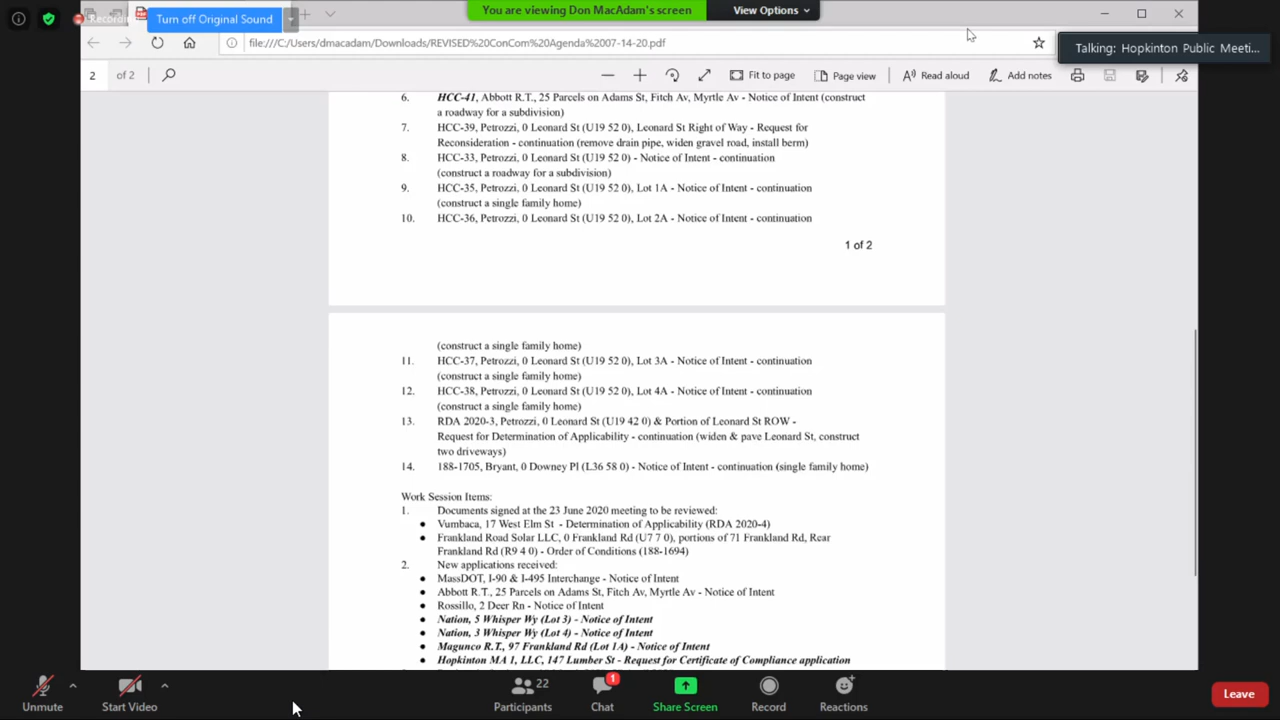 Recording
Turn off Original Sound
You are viewing Don MacAdam's screen
View Options
file:///C:/Users/dmacadam/Downloads/REVISED%20ConCom%20Agenda%2007-14-20.pdf
Talking: Hopkinton Public Meeti...
2 of 2
Fit to page
Page view
Read aloud
Add notes
6. HCC-41, Abbott R.T., 25 Parcels on Adams St, Fitch Av, Myrtle Av - Notice of Intent (construct
a roadway for a subdivision)
7. HCC-39, Petrozzi, 0 Leonard St (U19 52 0), Leonard St Right of Way - Request for
Reconsideration - continuation (remove drain pipe, widen gravel road, install berm)
8. HCC-33, Petrozzi, 0 Leonard St (U19 52 0) - Notice of Intent - continuation
(construct a roadway for a subdivision)
9. HCC-35, Petrozzi, 0 Leonard St (U19 52 0), Lot 1A - Notice of Intent - continuation
(construct a single family home)
10. HCC-36, Petrozzi, 0 Leonard St (U19 52 0), Lot 2A - Notice of Intent - continuation
1 of 2
(construct a single family home)
11. HCC-37, Petrozzi, 0 Leonard St (U19 52 0), Lot 3A - Notice of Intent - continuation
(construct a single family home)
12. HCC-38, Petrozzi, 0 Leonard St (U19 52 0), Lot 4A - Notice of Intent - continuation
(construct a single family home)
13. RDA 2020-3, Petrozzi, 0 Leonard St (U19 42 0) & Portion of Leonard St ROW -
Request for Determination of Applicability - continuation (widen & pave Leonard St, construct
two driveways)
14. 188-1705, Bryant, 0 Downey Pl (L36 58 0) - Notice of Intent - continuation (single family home)
Work Session Items:
1. Documents signed at the 23 June 2020 meeting to be reviewed:
● Vumbaca, 17 West Elm St - Determination of Applicability (RDA 2020-4)
● Frankland Road Solar LLC, 0 Frankland Rd (U7 7 0), portions of 71 Frankland Rd, Rear
Frankland Rd (R9 4 0) - Order of Conditions (188-1694)
2. New applications received:
● MassDOT, I-90 & I-495 Interchange - Notice of Intent
● Abbott R.T., 25 Parcels on Adams St, Fitch Av, Myrtle Av - Notice of Intent
● Rossillo, 2 Deer Rn - Notice of Intent
● Nation, 5 Whisper Wy (Lot 3) - Notice of Intent
● Nation, 3 Whisper Wy (Lot 4) - Notice of Intent
● Magunco R.T., 97 Frankland Rd (Lot 1A) - Notice of Intent
● Hopkinton MA 1, LLC, 147 Lumber St - Request for Certificate of Compliance application
Unmute
Start Video
22
Participants
1
Chat
Share Screen
Record
Reactions
Leave